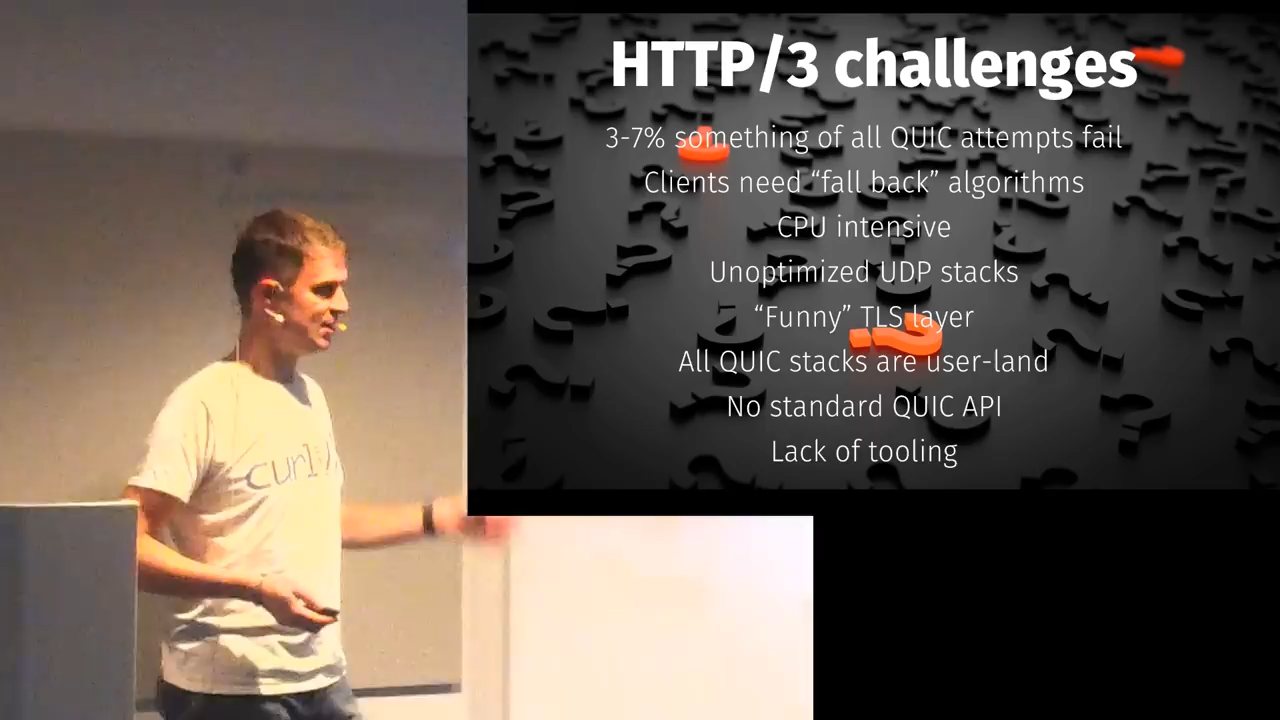 HTTP/3 challenges
3-7% something of all QUIC attempts fail
Clients need “fall back” algorithms
CPU intensive
Unoptimized UDP stacks
“Funny” TLS layer
All QUIC stacks are user-land
No standard QUIC API
Lack of tooling
curl